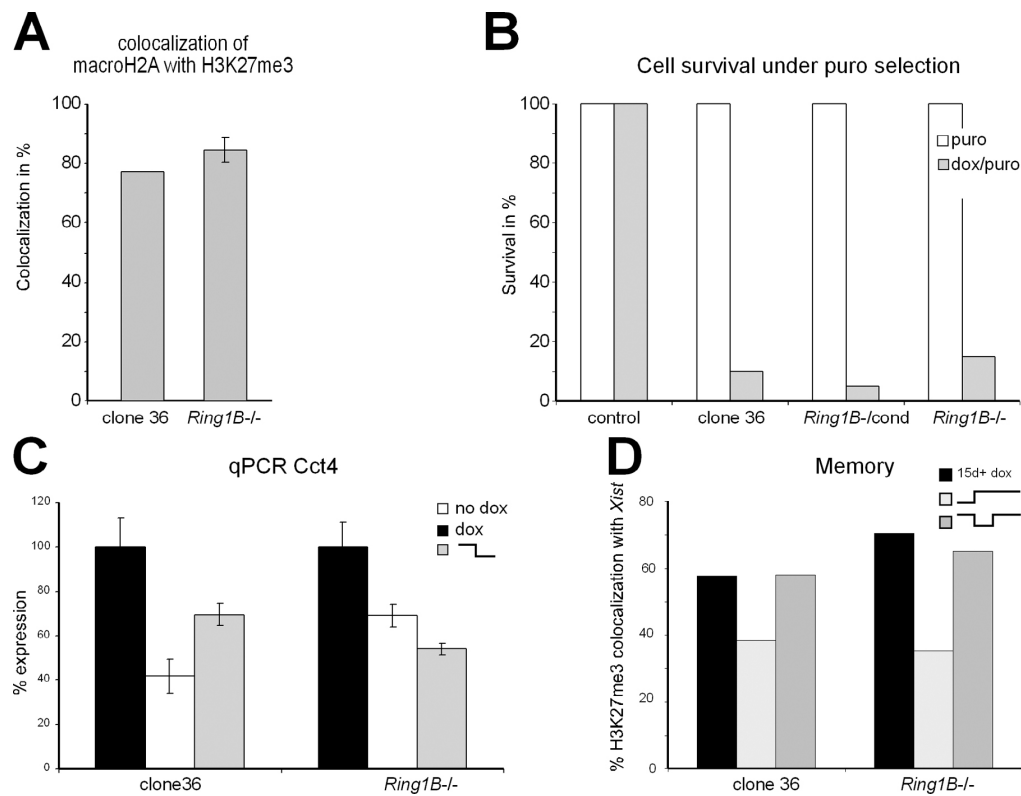 A
colocalization of
macroH2A with H3K27me3
Colocalization in %
100
80
60
40
20
0
clone 36
Ring1B-/-
B
Cell survival under puro selection
Survival in %
100
80
60
40
20
0
puro
dox/puro
control
clone 36
Ring1B-/cond
Ring1B-/-
C
qPCR Cct4
% expression
120
100
80
60
40
20
0
no dox
dox
clone36
Ring1B-/-
D
Memory
% H3K27me3 colocalization with Xist
80
60
40
20
0
15d+ dox
clone 36
Ring1B-/-